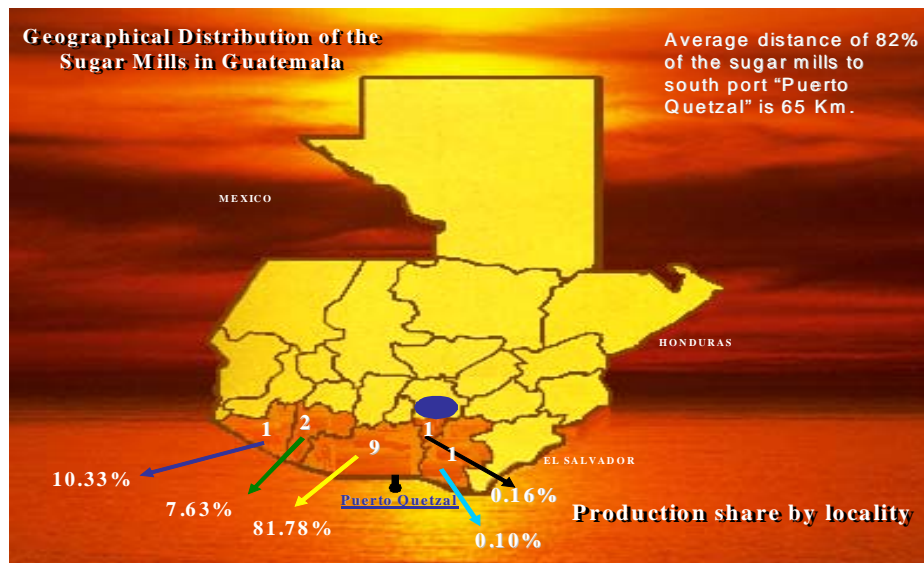 Geographical Distribution of the
Sugar Mills in Guatemala
Average distance of 82%
of the sugar mills to
south port “Puerto
Quetzal” is 65 Km.
MEXICO
HONDURAS
1
2
9
1
1
EL SALVADOR
10.33%
7.63%
81.78%
Puerto Quetzal
0.16%
0.10%
Production share by locality